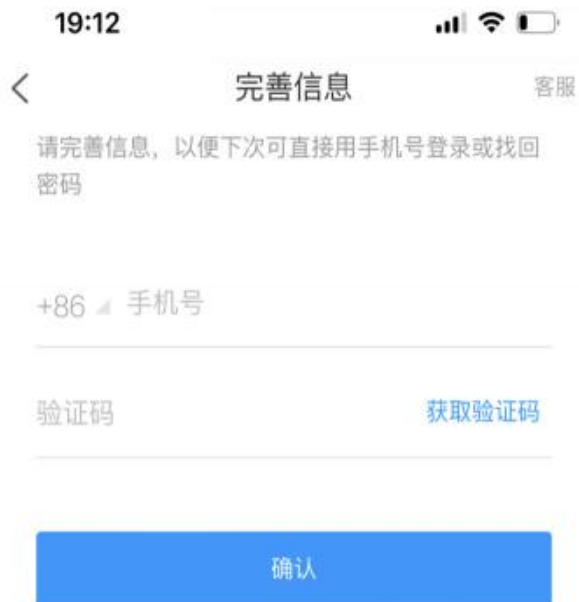 19:12
完善信息
客服
请完善信息，以便下次可直接用手机号登录或找回
密码
+86 手机号
验证码
获取验证码
确认